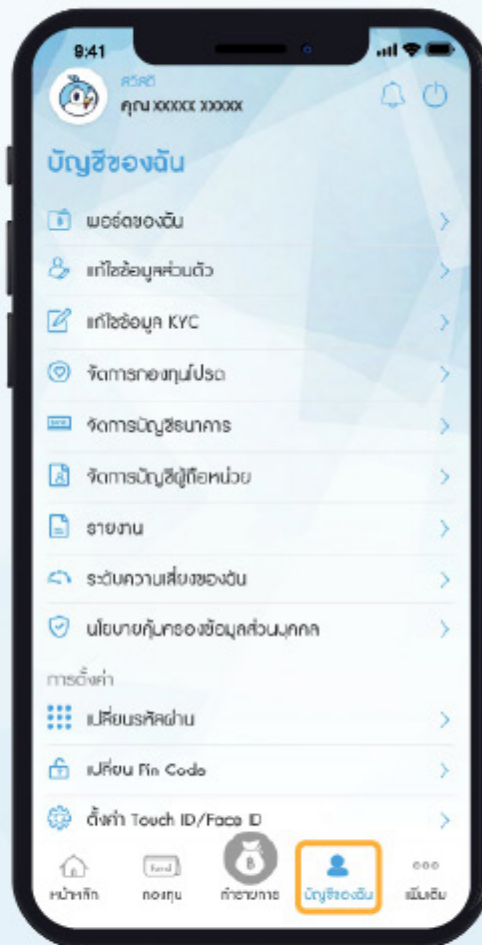 9:41
สวัสดี
คุณ xxxxx xxxxx
บัญชีของฉัน
พอร์ตของฉัน
แก้ไขข้อมูลส่วนตัว
แก้ไขข้อมูล KYC
จัดการกองทุนโปรด
จัดการบัญชีธนาคาร
จัดการบัญชีผู้ถือหน่วย
รายงาน
ระดับความเสี่ยงของฉัน
นโยบายคุ้มครองข้อมูลส่วนบุคคล
การตั้งค่า
เปลี่ยนรหัสผ่าน
เปลี่ยน Pin Code
ตั้งค่า Touch ID/Face ID
Fund
หน้าหลัก กองทุน ทำรายการ บัญชีของฉัน เพิ่มเติม